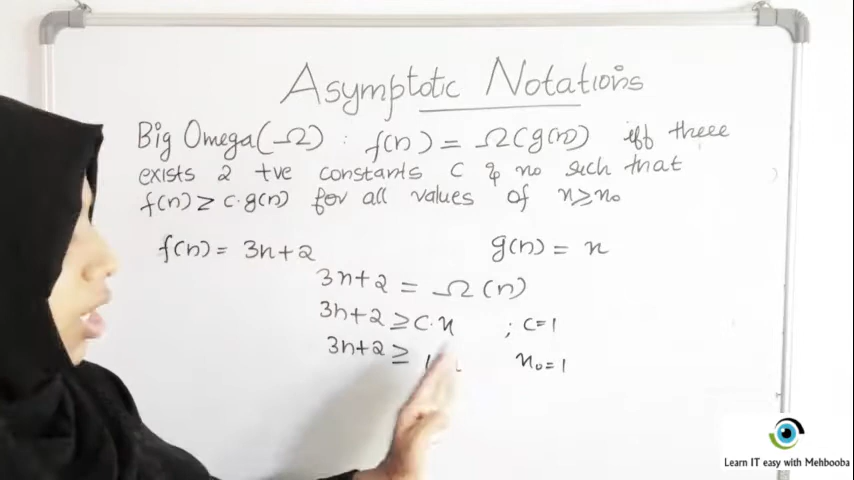 Asymptotic Notations
Big Omega(Ω) : f(n) = Ω(g(n)) iff there
exists 2 +ve constants C & n₀ such that
f(n) ≥ c.g(n) for all values of n≥n₀
f(n) = 3n+2 g(n) = n
3n+2 = Ω(n)
3n+2 ≥ c.n ; c=1
3n+2 ≥ n₀=1
Learn IT easy with Mehbooba